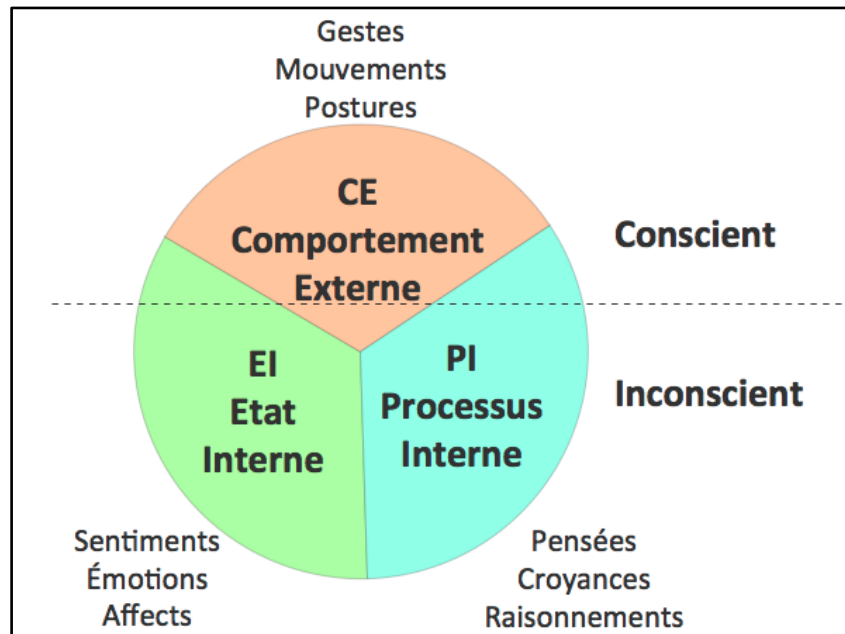 Gestes
Mouvements
Postures
CE
Comportement
Externe
Conscient
EI
Etat
Interne
PI
Processus
Interne
Inconscient
Sentiments
Émotions
Affects
Pensées
Croyances
Raisonnements